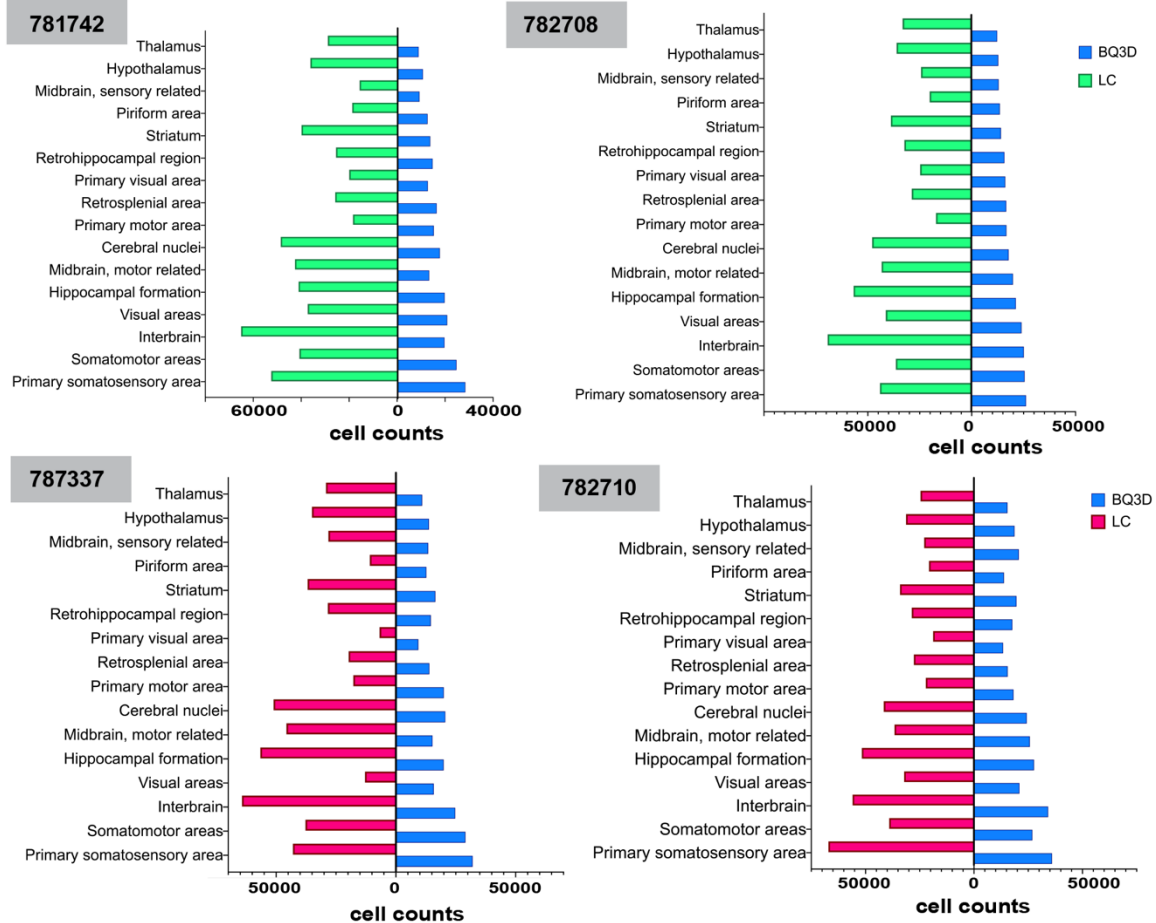 781742
Thalamus
Hypothalamus
Midbrain, sensory related
Piriform area
Striatum
Retrohippocampal region
Primary visual area
Retrosplenial area
Primary motor area
Cerebral nuclei
Midbrain, motor related
Hippocampal formation
Visual areas
Interbrain
Somatomotor areas
Primary somatosensory area
60000 0 40000
cell counts
782708
Thalamus
Hypothalamus
Midbrain, sensory related
Piriform area
Striatum
Retrohippocampal region
Primary visual area
Retrosplenial area
Primary motor area
Cerebral nuclei
Midbrain, motor related
Hippocampal formation
Visual areas
Interbrain
Somatomotor areas
Primary somatosensory area
50000 0 50000
cell counts
BQ3D
LC
787337
Thalamus
Hypothalamus
Midbrain, sensory related
Piriform area
Striatum
Retrohippocampal region
Primary visual area
Retrosplenial area
Primary motor area
Cerebral nuclei
Midbrain, motor related
Hippocampal formation
Visual areas
Interbrain
Somatomotor areas
Primary somatosensory area
50000 0 50000
cell counts
782710
Thalamus
Hypothalamus
Midbrain, sensory related
Piriform area
Striatum
Retrohippocampal region
Primary visual area
Retrosplenial area
Primary motor area
Cerebral nuclei
Midbrain, motor related
Hippocampal formation
Visual areas
Interbrain
Somatomotor areas
Primary somatosensory area
50000 0 50000
cell counts
BQ3D
LC